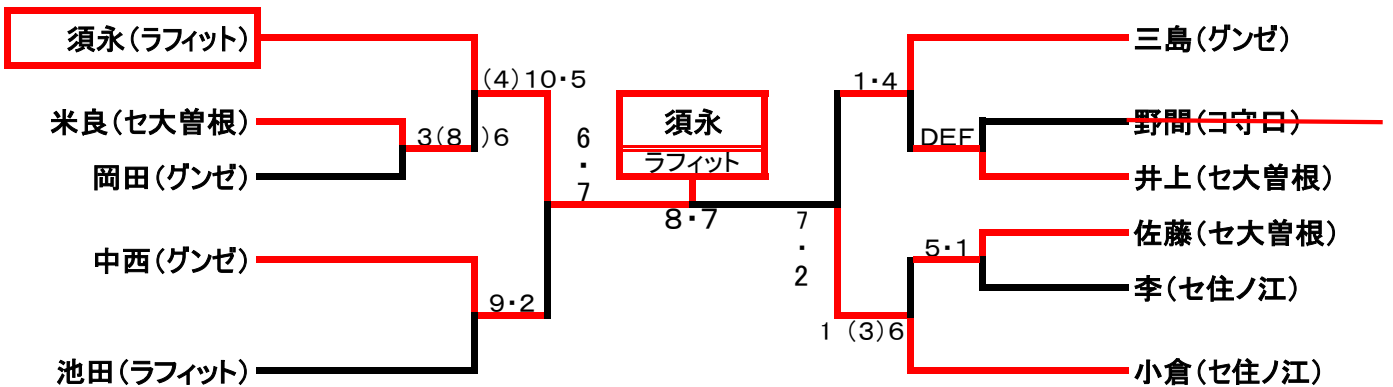 須永(ラフィット)
(4)10・5
米良(セ大曽根)
3(8 )6
岡田(グンゼ)
6・7
中西(グンゼ)
9・2
池田(ラフィット)
須永
ラフィット
8・7
三島(グンゼ)
1・4
野間(コ守口)
DEF
井上(セ大曽根)
佐藤(セ大曽根)
5・1
李(セ住ノ江)
7・2
1 (3)6
小倉(セ住ノ江)